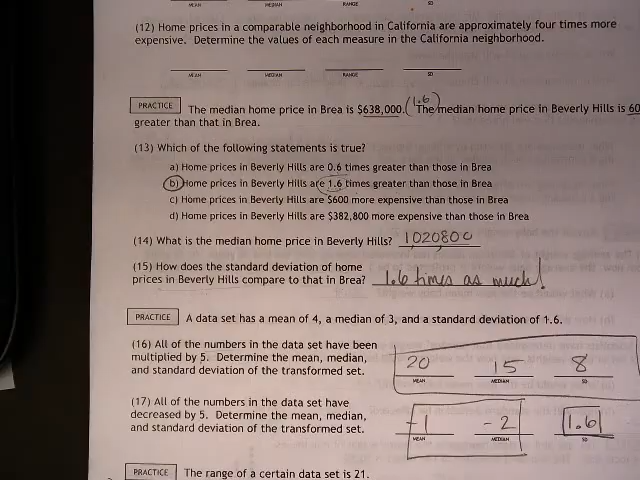 MEAN MEDIAN RANGE SD
(12) Home prices in a comparable neighborhood in California are approximately four times more
expensive. Determine the values of each measure in the California neighborhood.
MEAN MEDIAN RANGE SD
PRACTICE The median home price in Brea is $638,000. (1.6) The median home price in Beverly Hills is 60
greater than that in Brea.
(13) Which of the following statements is true?
a) Home prices in Beverly Hills are 0.6 times greater than those in Brea
b) Home prices in Beverly Hills are 1.6 times greater than those in Brea
c) Home prices in Beverly Hills are $600 more expensive than those in Brea
d) Home prices in Beverly Hills are $382,800 more expensive than those in Brea
(14) What is the median home price in Beverly Hills? 1,020,800
(15) How does the standard deviation of home
prices in Beverly Hills compare to that in Brea? 1.6 times as much!
PRACTICE A data set has a mean of 4, a median of 3, and a standard deviation of 1.6.
(16) All of the numbers in the data set have been
multiplied by 5. Determine the mean, median, 20 15 8
and standard deviation of the transformed set. MEAN MEDIAN SD
(17) All of the numbers in the data set have
decreased by 5. Determine the mean, median, -1 -2 1.6
and standard deviation of the transformed set. MEAN MEDIAN SD
PRACTICE The range of a certain data set is 21.